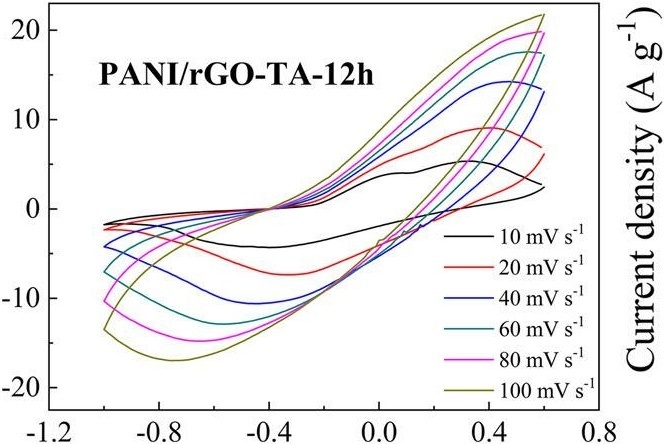 20
10
0
-10
-20
PANI/rGO-TA-12h
10 mV s⁻¹
20 mV s⁻¹
40 mV s⁻¹
60 mV s⁻¹
80 mV s⁻¹
100 mV s⁻¹
-1.2 -0.8 -0.4 0.0 0.4 0.8
Current density (A g⁻¹)